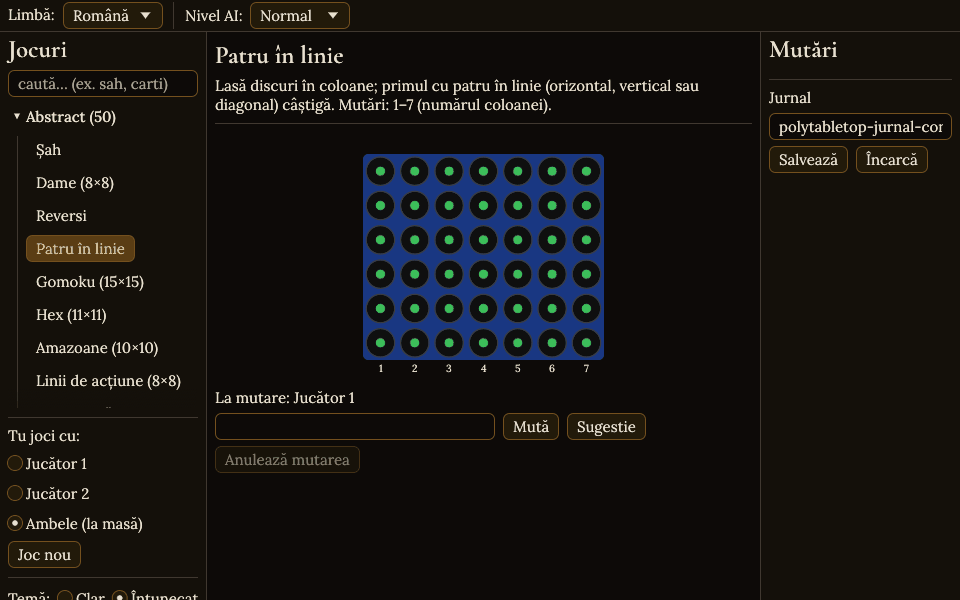 Limbă:
Română
Nivel AI:
Normal
Jocuri
caută... (ex. sah, carti)
Abstract (50)
Șah
Dame (8×8)
Reversi
Patru în linie
Gomoku (15×15)
Hex (11×11)
Amazoane (10×10)
Linii de acțiune (8×8)
Tu joci cu:
Jucător 1
Jucător 2
Ambele (la masă)
Joc nou
Temă:
Clar
Întunecat
Patru în linie
Lasă discuri în coloane; primul cu patru în linie (orizontal, vertical sau
diagonal) câștigă. Mutări: 1–7 (numărul coloanei).
1 2 3 4 5 6 7
La mutare: Jucător 1
Mută
Sugestie
Anulează mutarea
Mutări
Jurnal
polytabletop-jurnal-cor
Salvează
Încarcă